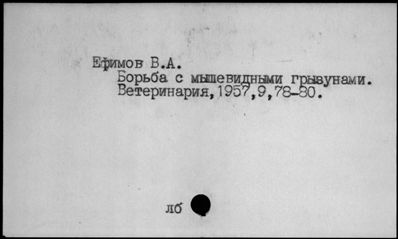 Ефимов В.А.
Борьба с мышевидными грызунами.
Ветеринария,1957,9,78-80.
лб